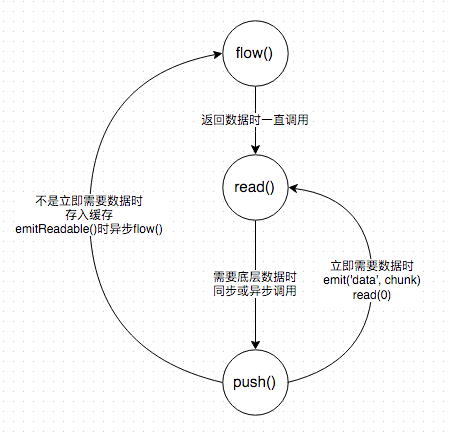 flow()
返回数据时一直调用
read()
不是立即需要数据时
存入缓存
emitReadable()时异步flow()
需要底层数据时
同步或异步调用
立即需要数据时
emit('data', chunk)
read(0)
push()